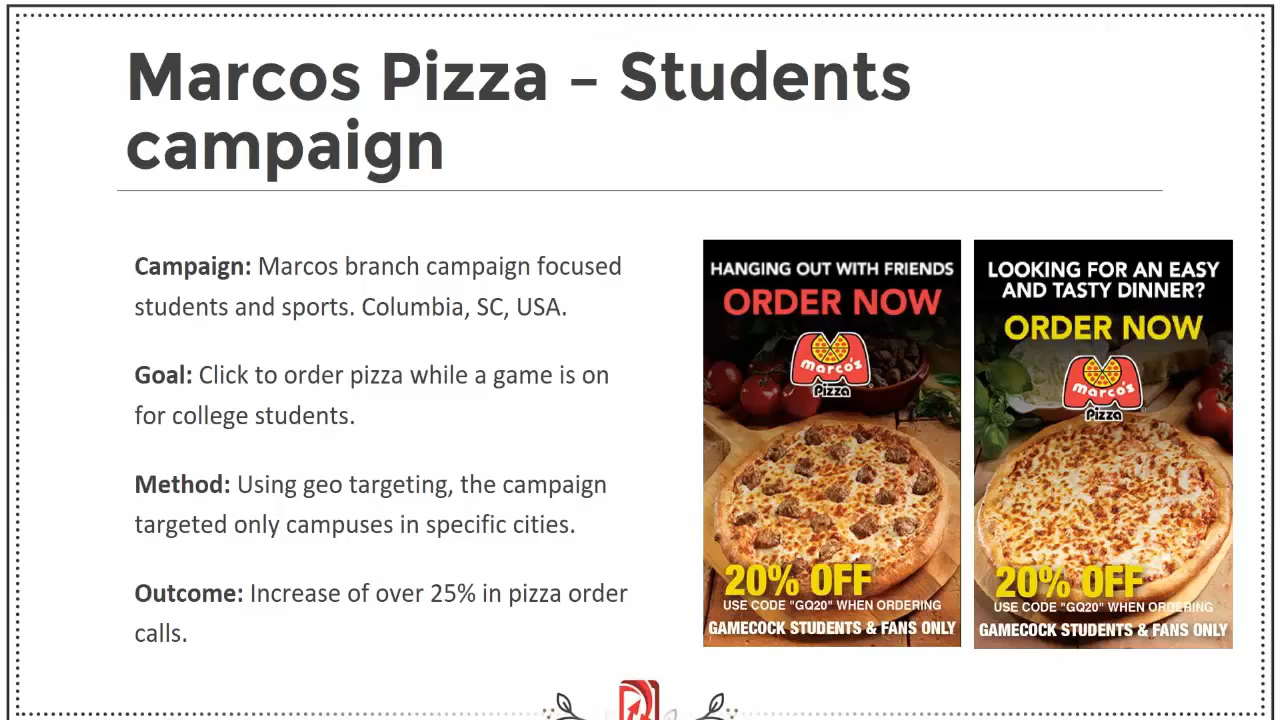 Marcos Pizza – Students
campaign
Campaign: Marcos branch campaign focused
students and sports. Columbia, SC, USA.
Goal: Click to order pizza while a game is on
for college students.
Method: Using geo targeting, the campaign
targeted only campuses in specific cities.
Outcome: Increase of over 25% in pizza order
calls.
HANGING OUT WITH FRIENDS
ORDER NOW
marco's
Pizza
20% OFF
USE CODE "GQ20" WHEN ORDERING
GAMECOCK STUDENTS & FANS ONLY
LOOKING FOR AN EASY
AND TASTY DINNER?
ORDER NOW
marco's
Pizza
20% OFF
USE CODE "GQ20" WHEN ORDERING
GAMECOCK STUDENTS & FANS ONLY